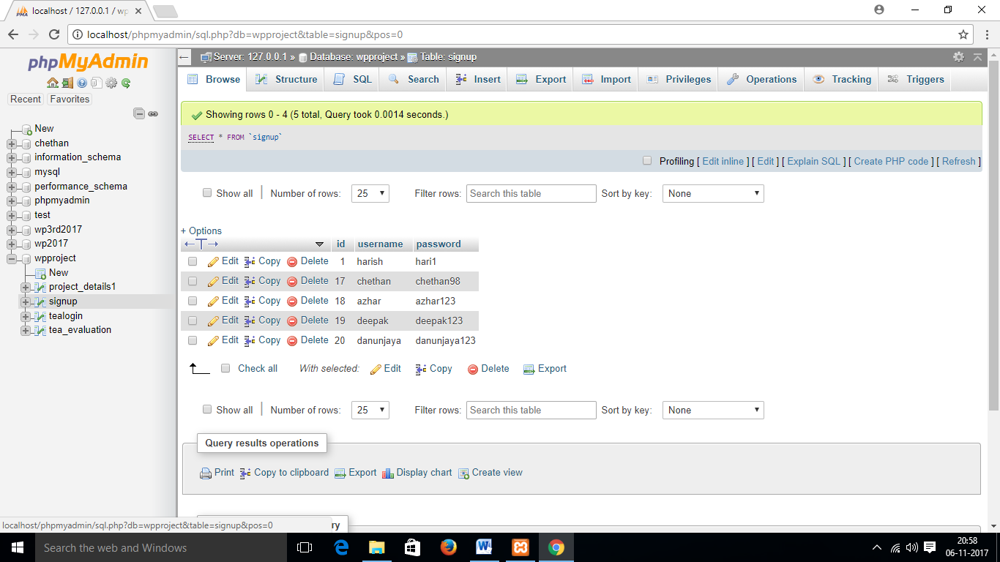 localhost / 127.0.0.1 / wp
localhost/phpmyadmin/sql.php?db=wpproject&table=signup&pos=0
phpMyAdmin
Recent Favorites
New
chethan
information_schema
mysql
performance_schema
phpmyadmin
test
wp3rd2017
wp2017
wpproject
New
project_details1
signup
tealogin
tea_evaluation
Server: 127.0.0.1 » Database: wpproject » Table: signup
Browse Structure SQL Search Insert Export Import Privileges Operations Tracking Triggers
Showing rows 0 - 4 (5 total, Query took 0.0014 seconds.)
SELECT * FROM `signup`
Profiling [ Edit inline ] [ Edit ] [ Explain SQL ] [ Create PHP code ] [ Refresh ]
Show all | Number of rows: 25 Filter rows: Search this table Sort by key: None
+ Options
←T→ id username password
Edit Copy Delete 1 harish hari1
Edit Copy Delete 17 chethan chethan98
Edit Copy Delete 18 azhar azhar123
Edit Copy Delete 19 deepak deepak123
Edit Copy Delete 20 danunjaya danunjaya123
Check all With selected: Edit Copy Delete Export
Show all | Number of rows: 25 Filter rows: Search this table Sort by key: None
Query results operations
Print Copy to clipboard Export Display chart Create view
localhost/phpmyadmin/sql.php?db=wpproject&table=signup&pos=0
Search the web and Windows
20:58
06-11-2017